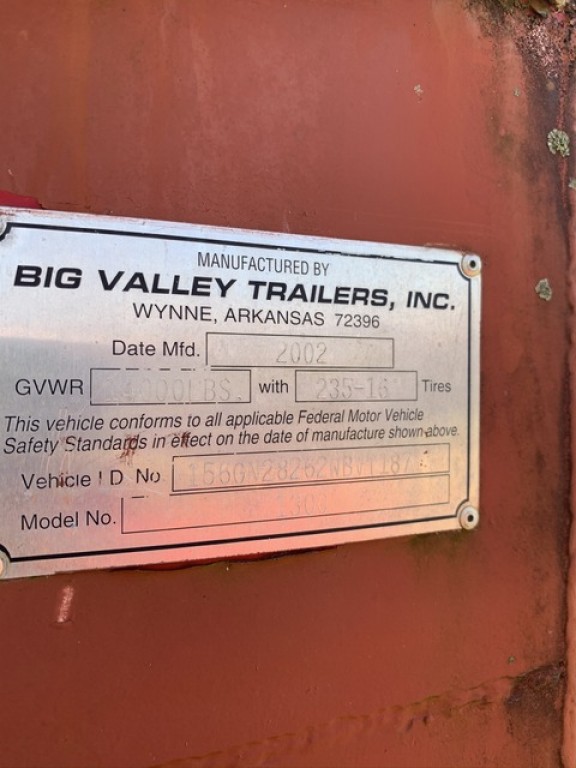 MANUFACTURED BY
BIG VALLEY TRAILERS, INC.
WYNNE, ARKANSAS 72396
Date Mfd. 2002
GVWR with 235-16 Tires
This vehicle conforms to all applicable Federal Motor Vehicle
Safety Standards in effect on the date of manufacture shown above.
Vehicle I D No
Model No.